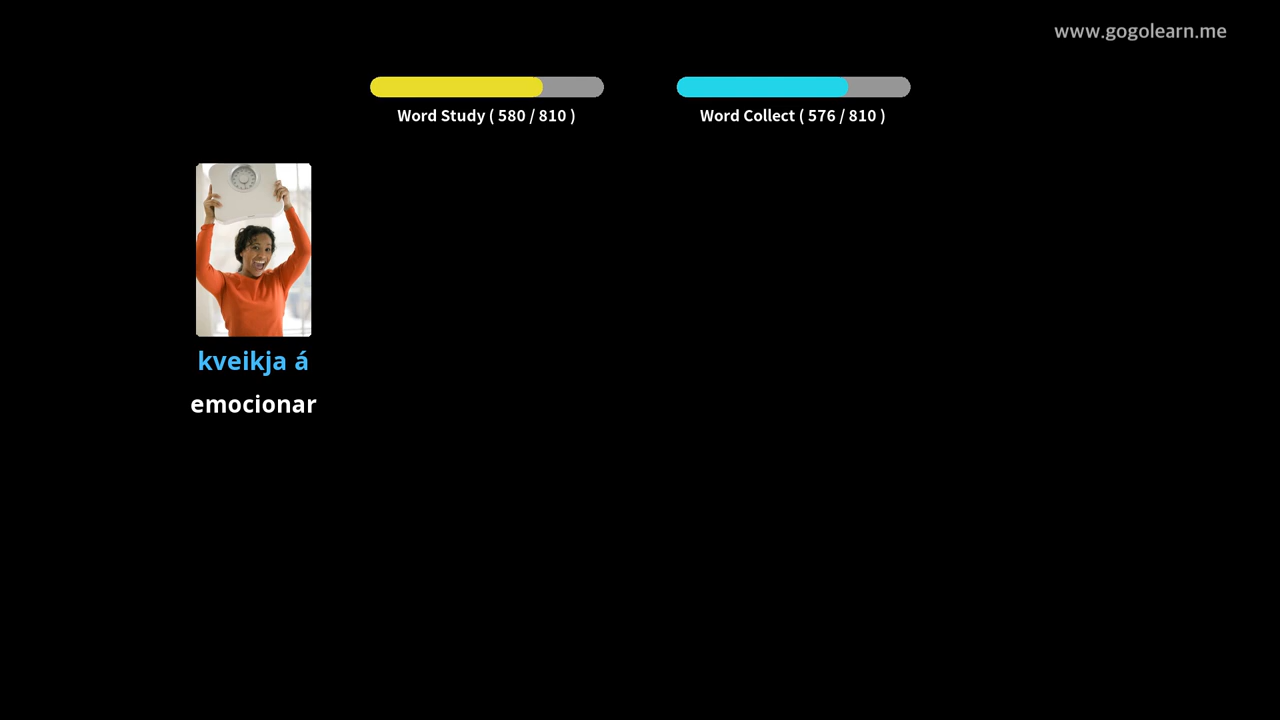 www.gogolearn.me
Word Study ( 580 / 810 )
Word Collect ( 576 / 810 )
kveikja á
emocionar